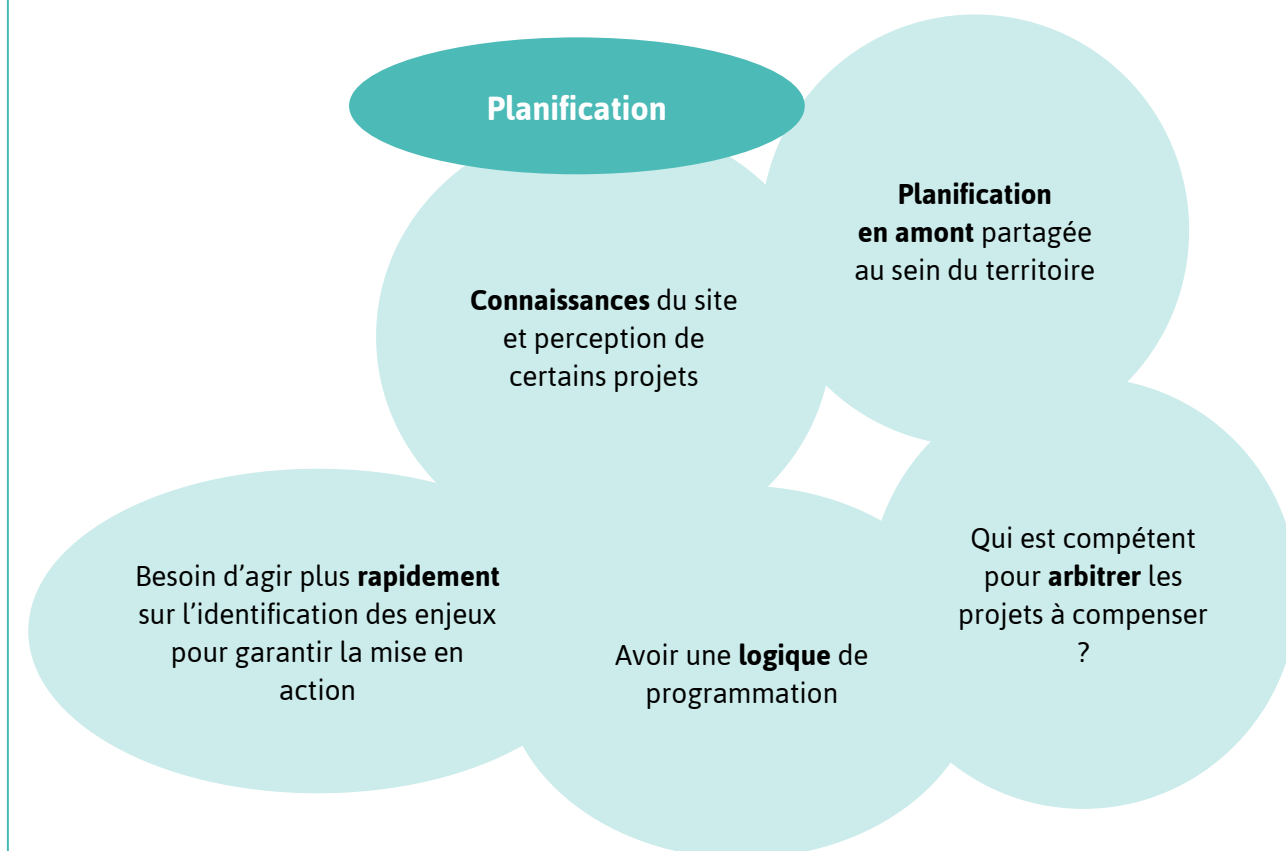 Planification
Planification
en amont partagée
au sein du territoire
Connaissances du site
et perception de
certains projets
Qui est compétent
pour arbitrer les
projets à compenser
?
Besoin d’agir plus rapidement
sur l’identification des enjeux
pour garantir la mise en
action
Avoir une logique de
programmation